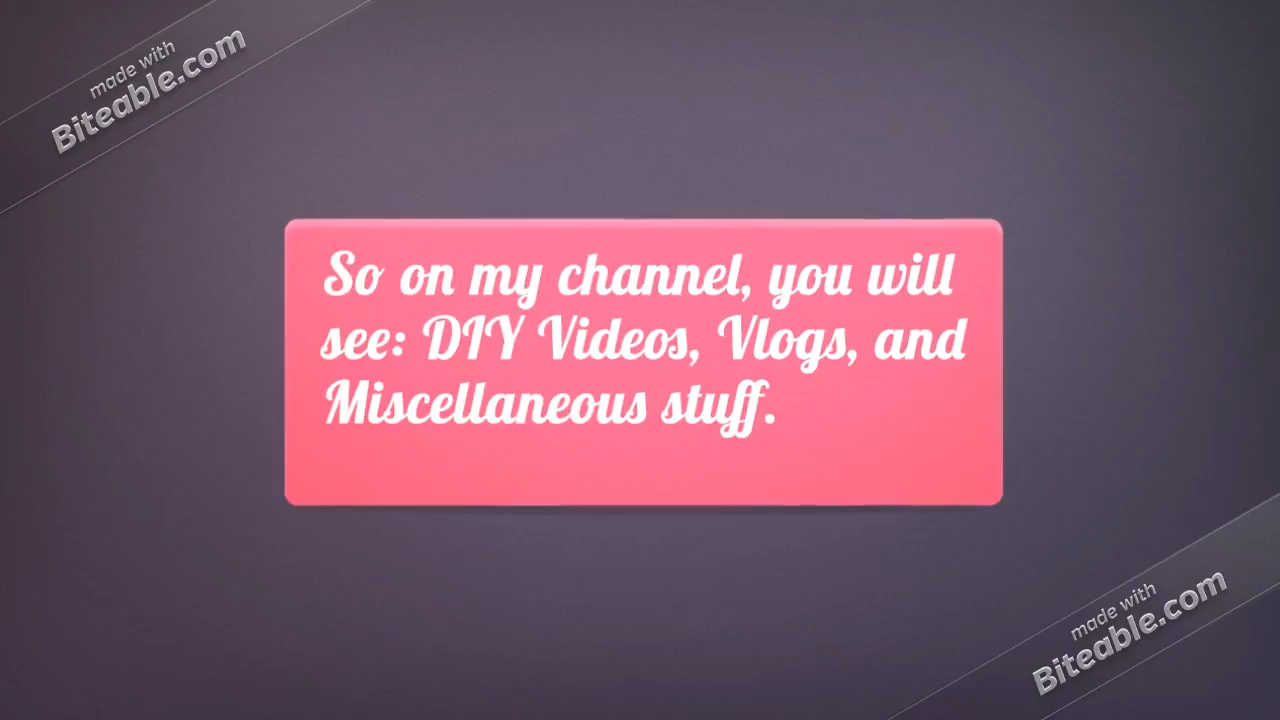 made with
Biteable.com
So on my channel, you will
see: DIY Videos, Vlogs, and
Miscellaneous stuff.
made with
Biteable.com